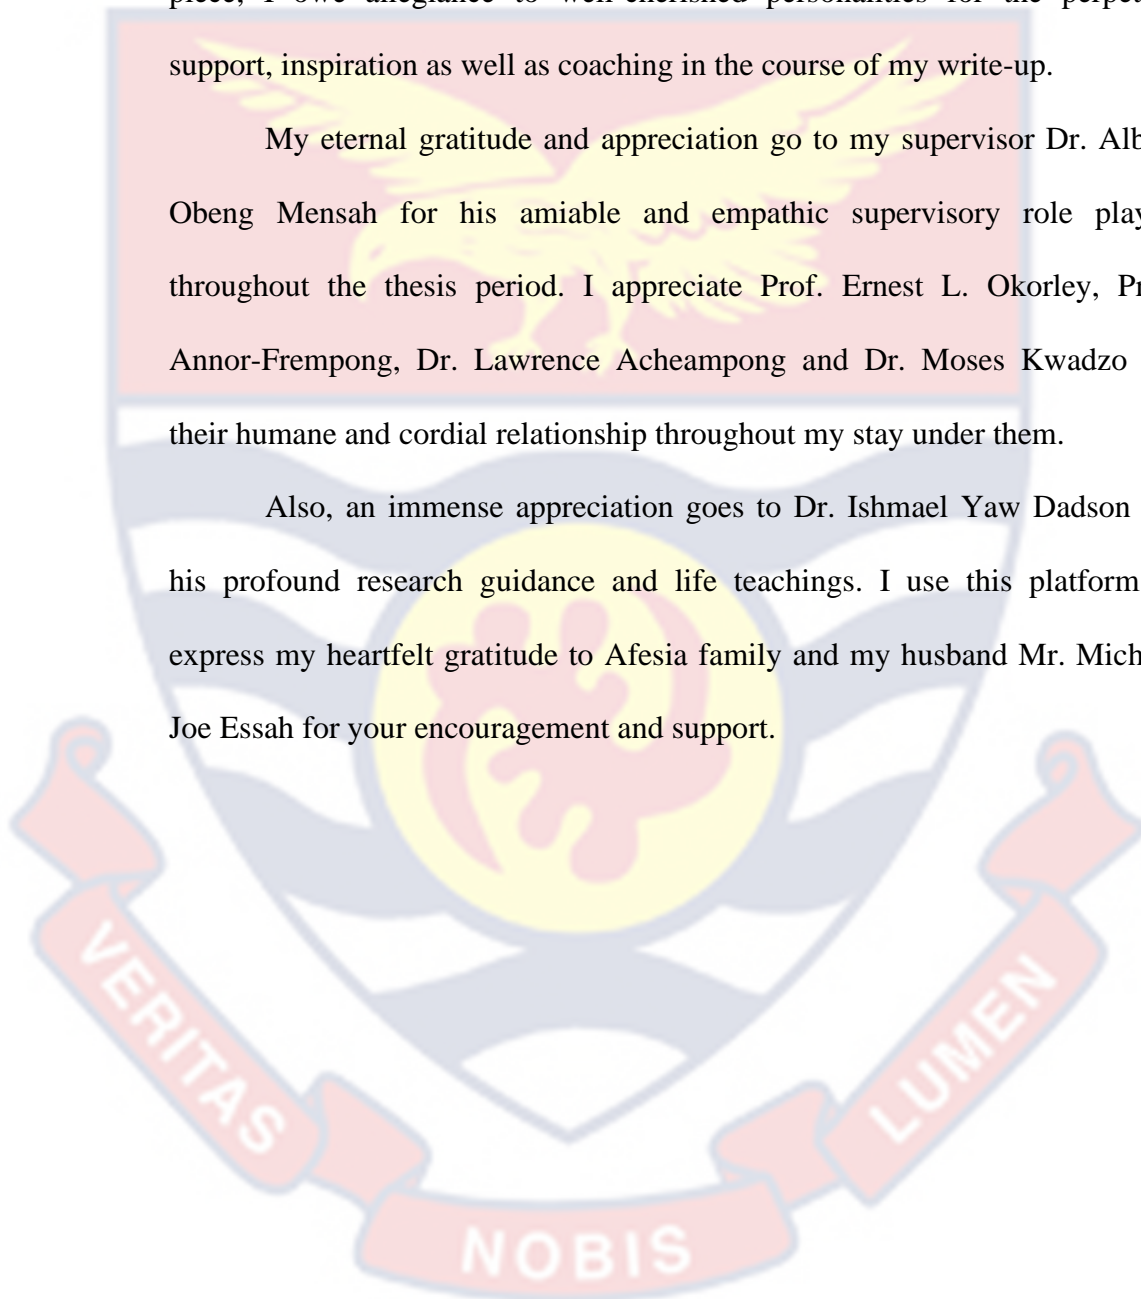 piece, I owe allegiance to well-cherished personalities for the perpet
support, inspiration as well as coaching in the course of my write-up.
My eternal gratitude and appreciation go to my supervisor Dr. Alb
Obeng Mensah for his amiable and empathic supervisory role play
throughout the thesis period. I appreciate Prof. Ernest L. Okorley, Pr
Annor-Frempong, Dr. Lawrence Acheampong and Dr. Moses Kwadzo
their humane and cordial relationship throughout my stay under them.
Also, an immense appreciation goes to Dr. Ishmael Yaw Dadson
his profound research guidance and life teachings. I use this platform
express my heartfelt gratitude to Afesia family and my husband Mr. Mich
Joe Essah for your encouragement and support.
VERITAS
NOBIS
LUMEN